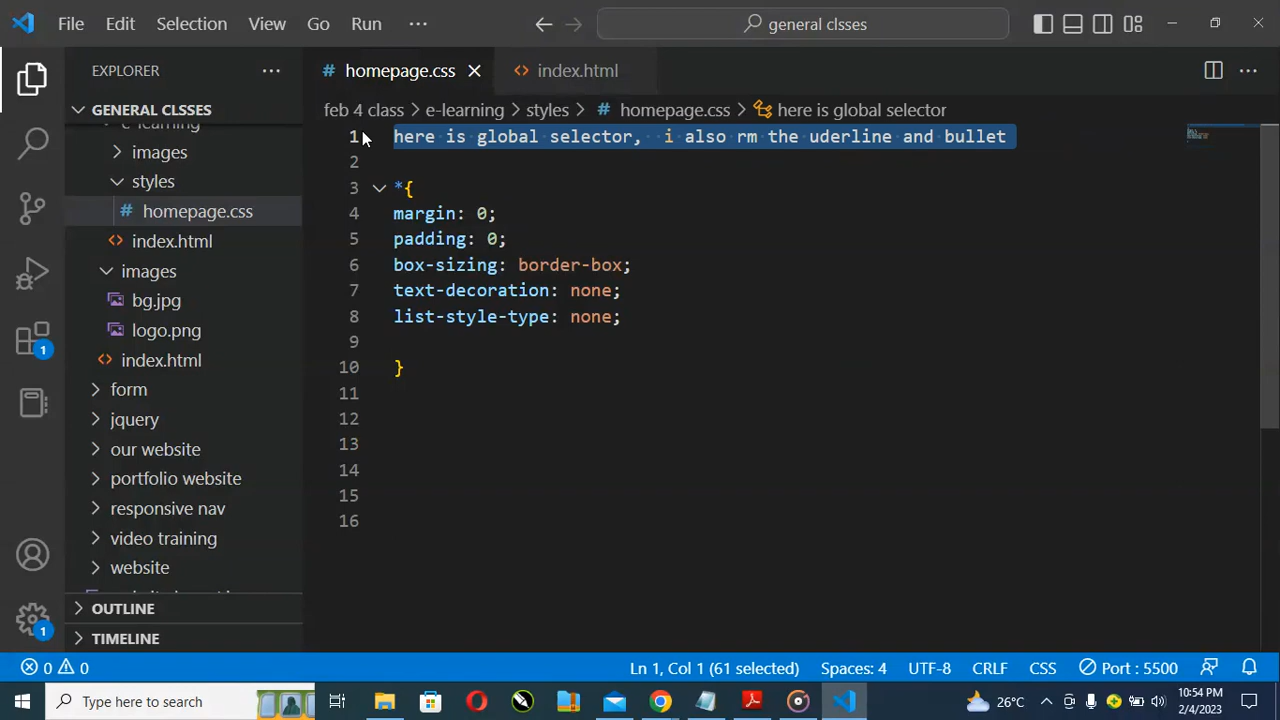 File Edit Selection View Go Run ··· general clsses
EXPLORER ···
GENERAL CLSSES
e-learning
images
styles
# homepage.css
index.html
images
bg.jpg
logo.png
index.html
form
jquery
our website
portfolio website
responsive nav
video training
website
OUTLINE
TIMELINE
1
1
# homepage.css index.html ···
feb 4 class > e-learning > styles > # homepage.css > here is global selector
1 here is global selector,  i also rm the uderline and bullet
2
3 *{
4 margin: 0;
5 padding: 0;
6 box-sizing: border-box;
7 text-decoration: none;
8 list-style-type: none;
9
10 }
11
12
13
14
15
16
0 0 Ln 1, Col 1 (61 selected) Spaces: 4 UTF-8 CRLF CSS Port : 5500
Type here to search 26°C 10:54 PM
2/4/2023